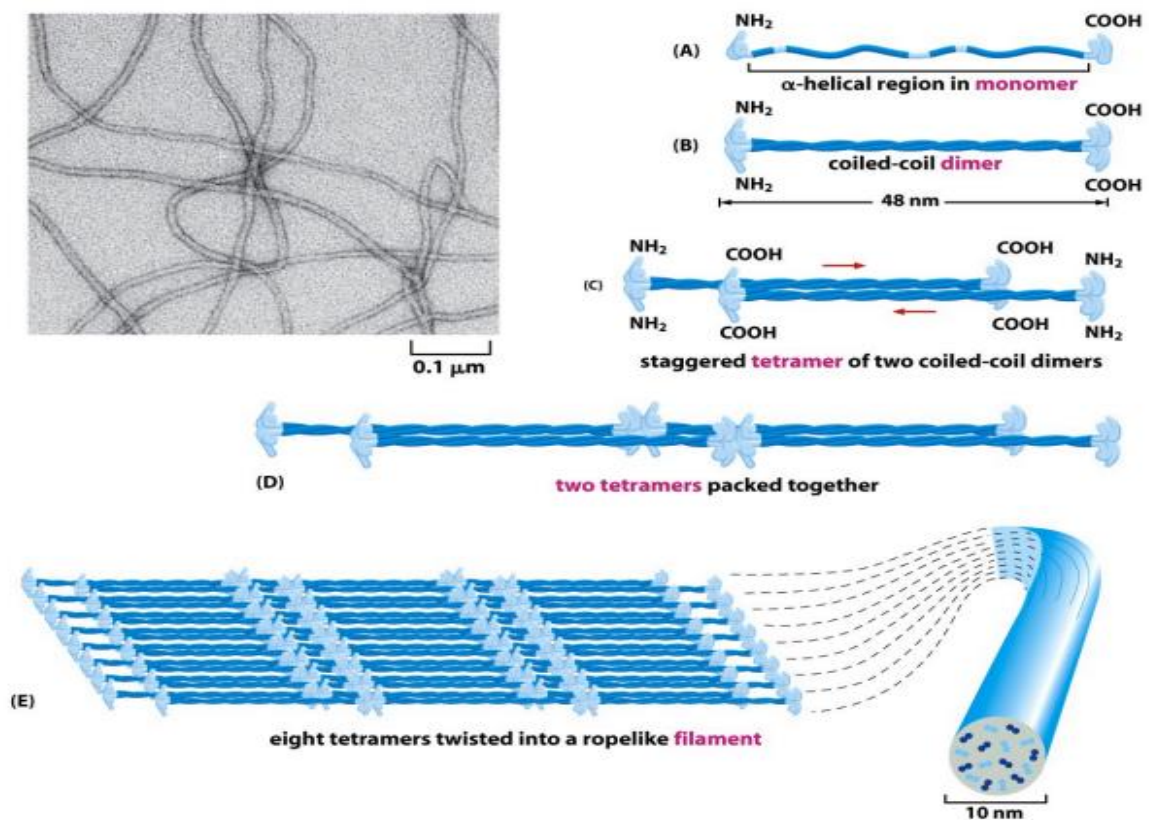 NH2
COOH
(A)
α-helical region in monomer
NH2
COOH
(B)
coiled-coil dimer
NH2
COOH
48 nm
NH2
COOH
COOH
NH2
(C)
NH2
COOH
COOH
NH2
0.1 μm
staggered tetramer of two coiled-coil dimers
(D)
two tetramers packed together
(E)
eight tetramers twisted into a ropelike filament
10 nm